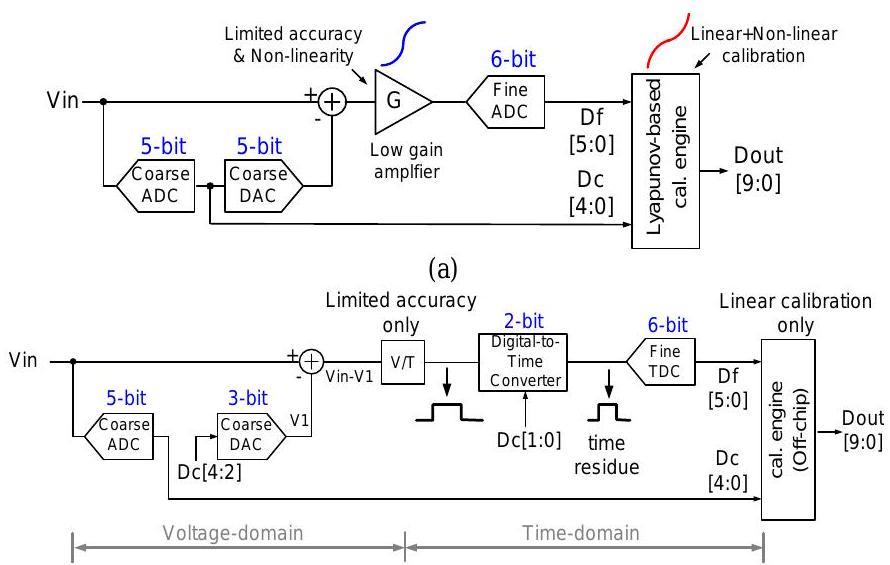 Limited accuracy
& Non-linearity
Linear+Non-linear
calibration
6-bit
Vin
+
+
-
G
Fine
ADC
Df
[5:0]
5-bit
5-bit
Coarse
ADC
Coarse
DAC
Low gain
amplfier
Dc
[4:0]
Lyapunov-based
cal. engine
Dout
[9:0]
(a)
Limited accuracy
only
Linear calibration
only
2-bit
6-bit
Vin
+
+
-
Vin-V1
V/T
Digital-to-
Time
Converter
Fine
TDC
Df
[5:0]
5-bit
3-bit
Coarse
ADC
Coarse
DAC
V1
Dc[4:2]
Dc[1:0]
time
residue
Dc
[4:0]
cal. engine
(Off-chip)
Dout
[9:0]
Voltage-domain
Time-domain